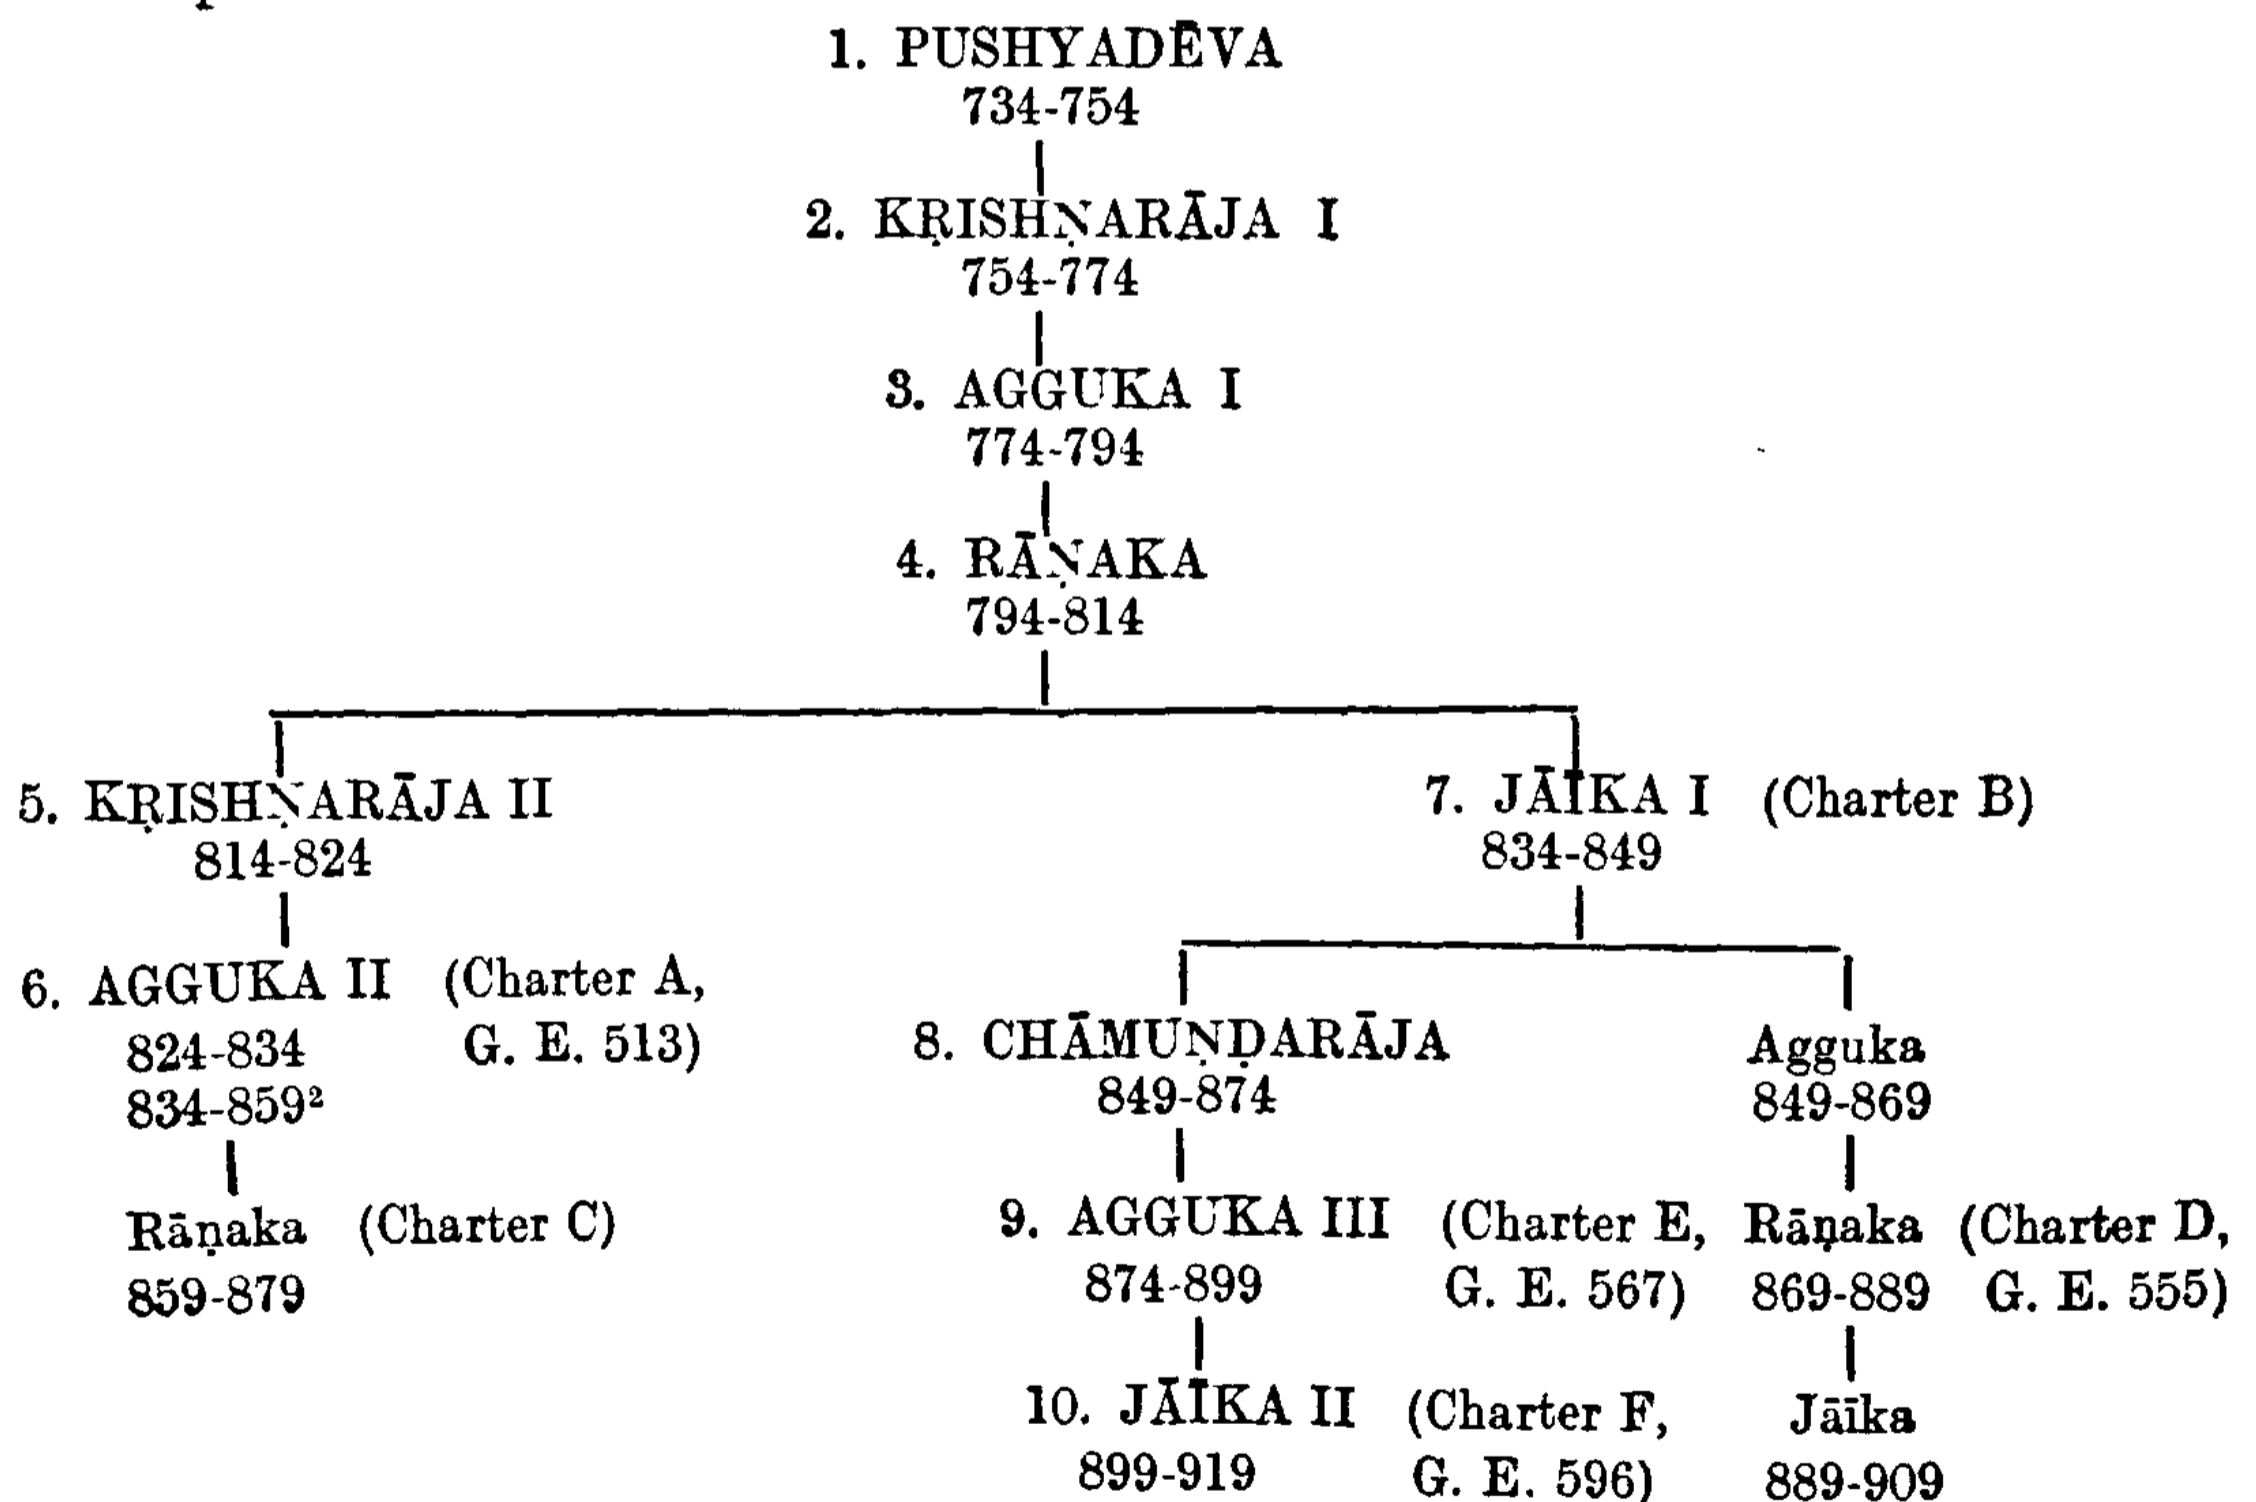 1. PUSHYADĒVA
734-754
2. KṚISHṆARĀJA I
754-774
3. AGGUKA I
774-794
4. RĀṆAKA
794-814
5. KṚISHṆARĀJA II
814-824
7. JĀĪKA I (Charter B)
834-849
6. AGGUKA II (Charter A,
824-834 G. E. 513)
834-859²
8. CHĀMUṆḌARĀJA
849-874
Agguka
849-869
Rāṇaka (Charter C)
859-879
9. AGGUKA III (Charter E,
874-899 G. E. 567)
Rāṇaka (Charter D,
869-889 G. E. 555)
10. JĀĪKA II (Charter F,
899-919 G. E. 596)
Jāīka
889-909